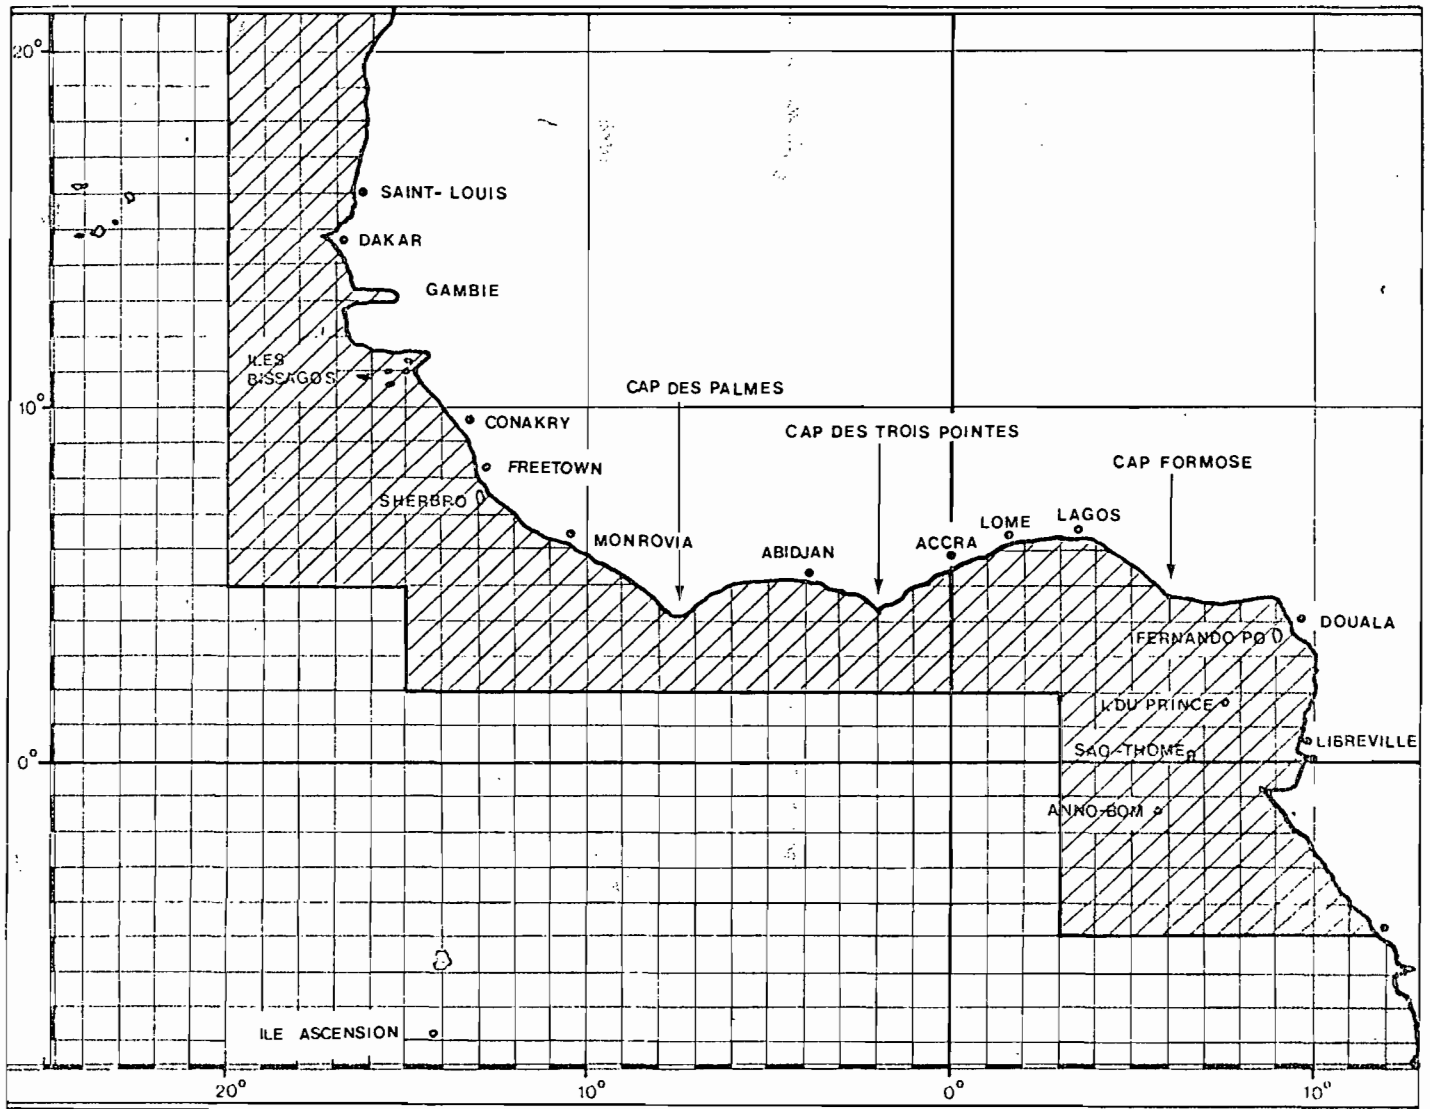 20°
SAINT-LOUIS
DAKAR
GAMBIE
ILES
BISSAGOS
CAP DES PALMES
10°
CONAKRY
CAP DES TROIS POINTES
FREETOWN
CAP FORMOSE
SHERBRO
LOME
LAGOS
MONROVIA
ABIDJAN
ACCRA
DOUALA
FERNANDO PO
I. DU PRINCE
LIBREVILLE
SAO-THOME
0°
ANNO-BOM
ILE ASCENSION
20°
10°
0°
10°